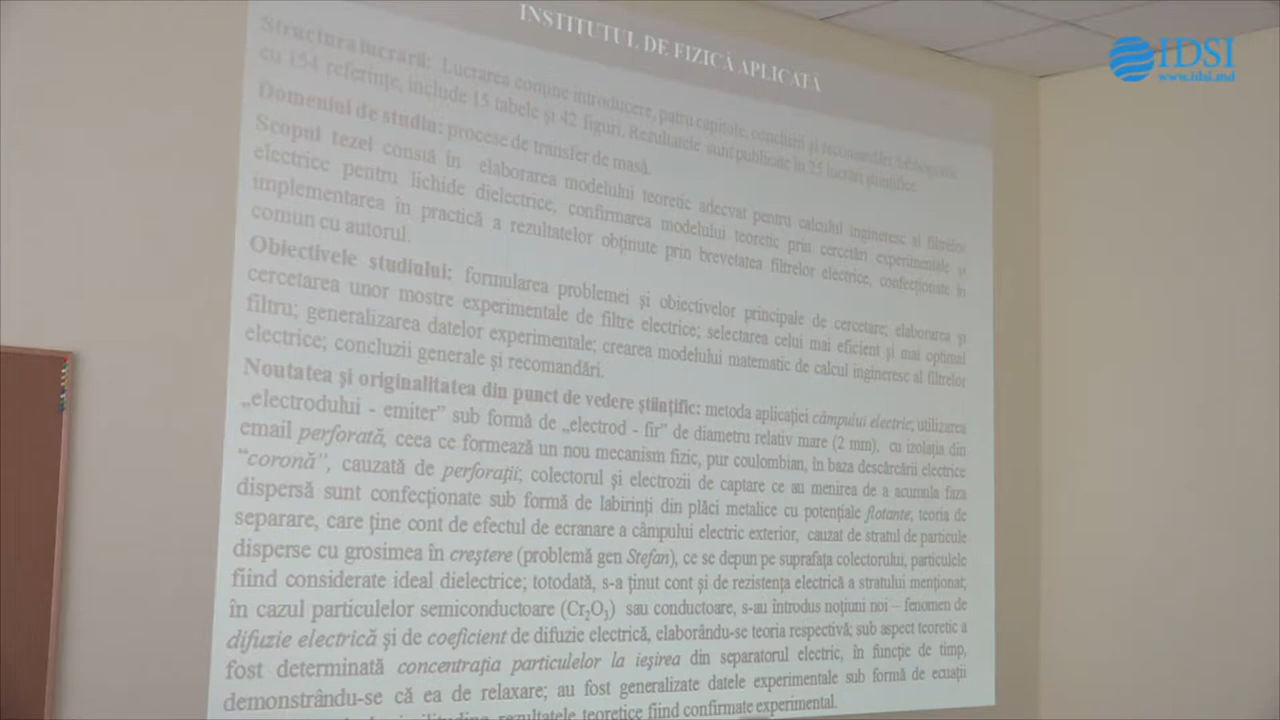 INSTITUTUL DE FIZICĂ APLICATĂ
IDSI
www.idsi.md
Structura lucrării: Lucrarea conține introducere, patru capitole, concluzii și recomandări, bibliografie
cu 154 referințe, include 15 tabele și 42 figuri. Rezultatele sunt publicate în 25 lucrări științifice.
Domeniul de studiu: procese de transfer de masă.
Scopul tezei constă în elaborarea modelului teoretic adecvat pentru calculul ingineresc al filtrelor
electrice pentru lichide dielectrice, confirmarea modelului teoretic prin cercetări experimentale și
implementarea în practică a rezultatelor obținute prin brevetatea filtrelor electrice, confecționate în
comun cu autorul.
Obiectivele studiului: formularea problemei și obiectivelor principale de cercetare; elaborarea și
cercetarea unor mostre experimentale de filtre electrice; selectarea celui mai eficient și mai optimal
filtru; generalizarea datelor experimentale; crearea modelului matematic de calcul ingineresc al filtrelor
electrice; concluzii generale și recomandări.
Noutatea și originalitatea din punct de vedere științific: metoda aplicației câmpului electric, utilizarea
„electrodului - emiter” sub formă de „electrod - fir” de diametru relativ mare (2 mm), cu izolația din
email perforată, ceea ce formează un nou mecanism fizic, pur coulombian, în baza descărcării electrice
“coronă”, cauzată de perforații; colectorul și electrozii de captare ce au menirea de a acumula faza
dispersă sunt confecționate sub formă de labirinți din plăci metalice cu potențiale flotante, teoria de
separare, care ține cont de efectul de ecranare a câmpului electric exterior, cauzat de stratul de particule
disperse cu grosimea în creștere (problemă gen Stefan), ce se depun pe suprafața colectorului, particulele
fiind considerate ideal dielectrice; totodată, s-a ținut cont și de rezistența electrică a stratului menționat;
în cazul particulelor semiconductoare (Cr₂O₃) sau conductoare, s-au întrodus noțiuni noi – fenomen de
difuzie electrică și de coeficient de difuzie electrică, elaborându-se teoria respectivă; sub aspect teoretic a
fost determinată concentrația particulelor la ieșirea din separatorul electric, în funcție de timp,
demonstrându-se că ea de relaxare; au fost generalizate datele experimentale sub formă de ecuații
rezultatele teoretice fiind confirmate experimental.